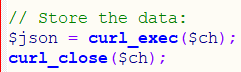 // Store the data:
$json = curl_exec($ch);
curl_close($ch);